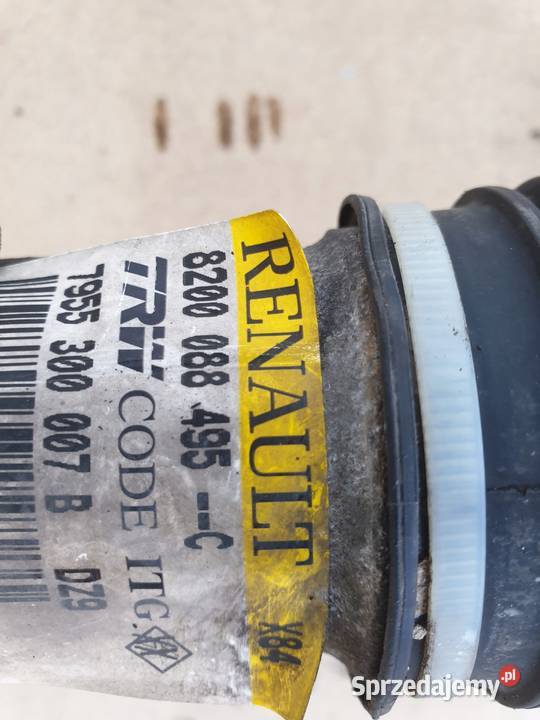 RENAULT X84
8200 088 495 --C
TRW CODE ITG.
7955 300 007 B DZ9
Sprzedajemy.pl